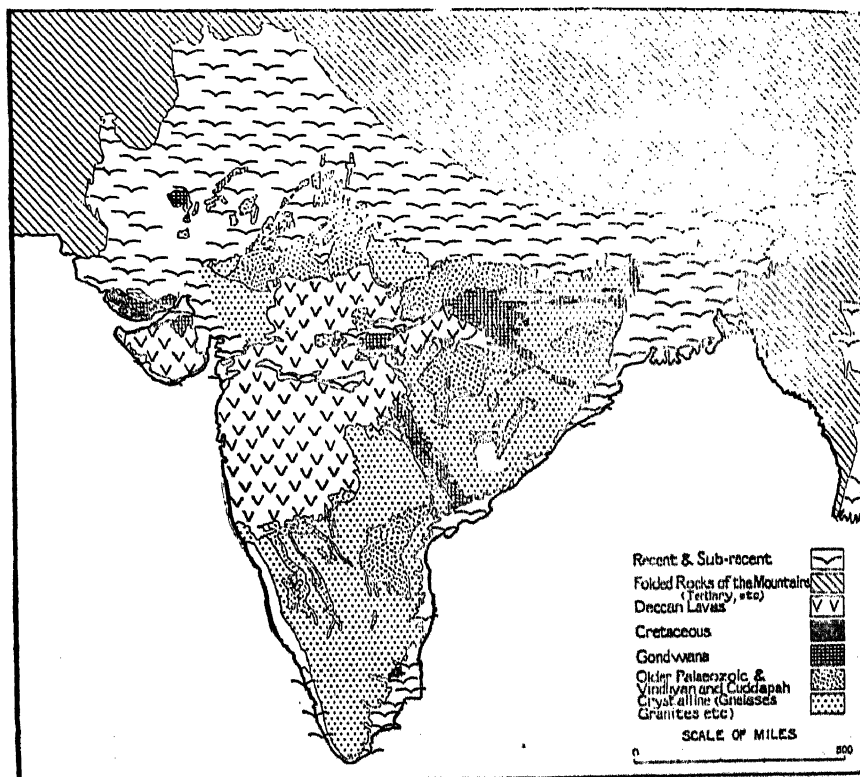 Recent & Sub-recent
Folded Rocks of the Mountains
(Tertiary, etc)
Deccan Lavas
Cretaceous
Gondwana
Older Palaeozoic &
Vindhyan and Cuddapah
Crystalline (Gneisses
Granites etc)
SCALE OF MILES
0 500